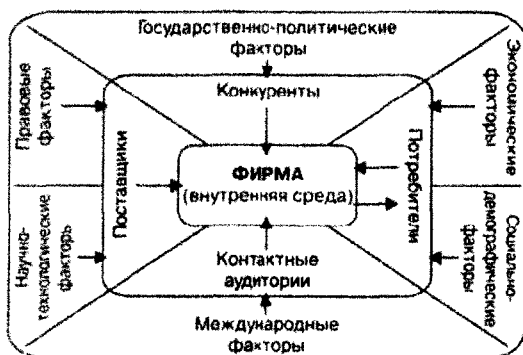 Государственно-политические
факторы
Правовые
факторы
Экономические
факторы
Конкуренты
Поставщики
ФИРМА
(внутренняя среда)
Потребители
Научно-
технологические
факторь
Контактные
аудитории
Социально-
демографические
факторы
Международные
факторы